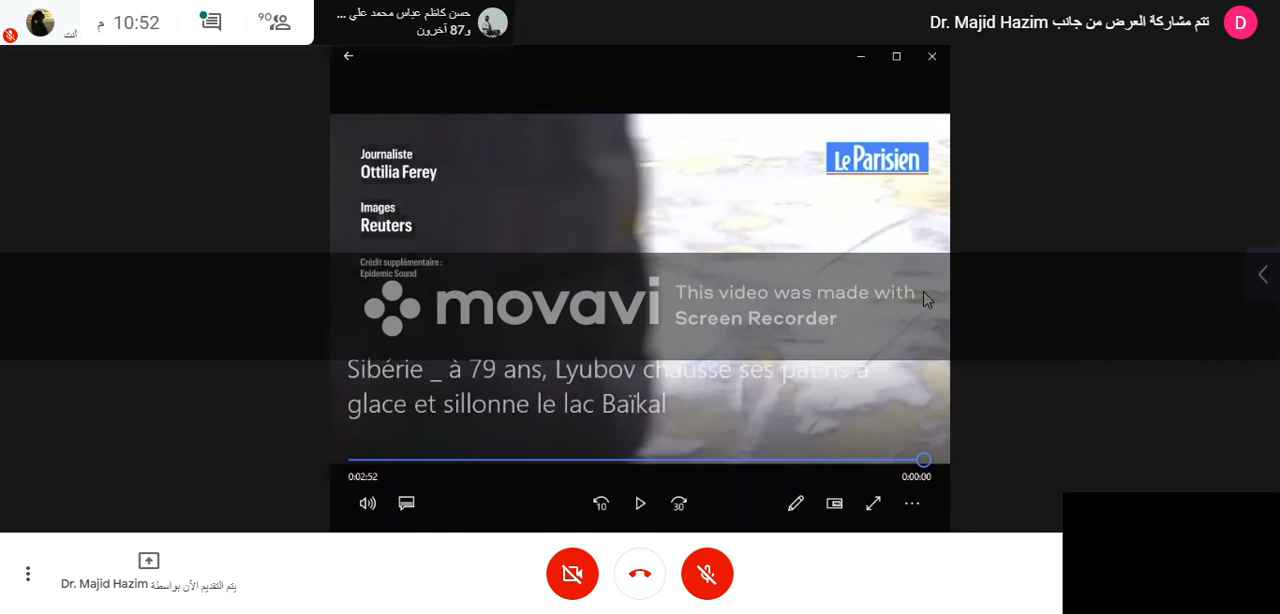 أنت
10:52 م
90
حسن كاظم عباس محمد علي ...
و87 آخرون
تتم مشاركة العرض من جانب Dr. Majid Hazim
D
Journaliste
Ottilia Ferey
Le Parisien
Images
Reuters
Crédit supplémentaire :
Epidemic Sound
movavi
This video was made with
Screen Recorder
Sibérie _ à 79 ans, Lyubov chausse ses patins à
glace et sillonne le lac Baïkal
0:02:52
0:00:00
10
30
يتم التقديم الآن بواسطة Dr. Majid Hazim